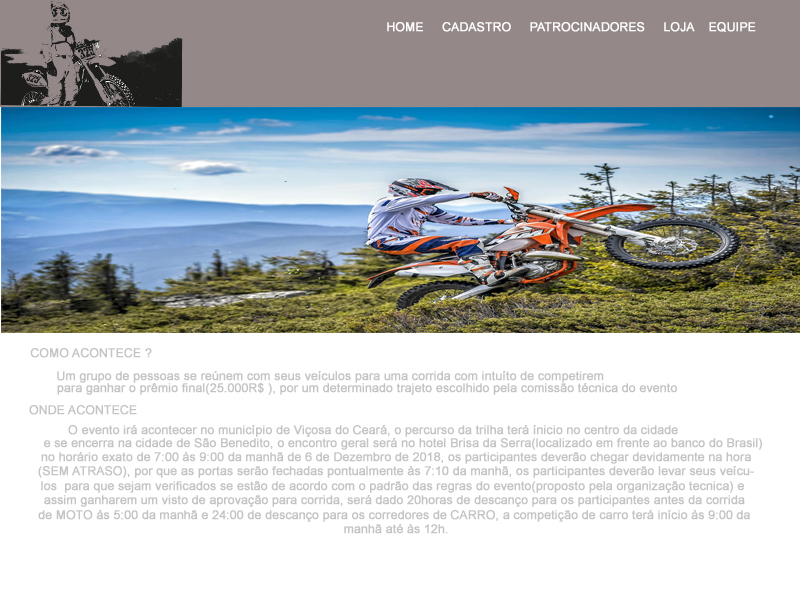 HOME CADASTRO PATROCINADORES LOJA EQUIPE
COMO ACONTECE ?
Um grupo de pessoas se reúnem com seus veículos para uma corrida com intuíto de competirem
para ganhar o prêmio final(25.000R$ ), por um determinado trajeto escolhido pela comissão técnica do evento
ONDE ACONTECE
O evento irá acontecer no município de Viçosa do Ceará, o percurso da trilha terá ínicio no centro da cidade
e se encerra na cidade de São Benedito, o encontro geral será no hotel Brisa da Serra(localizado em frente ao banco do Brasil)
no horário exato de 7:00 às 9:00 da manhã de 6 de Dezembro de 2018, os participantes deverão chegar devidamente na hora
(SEM ATRASO), por que as portas serão fechadas pontualmente às 7:10 da manhã, os participantes deverão levar seus veícu-
los para que sejam verificados se estão de acordo com o padrão das regras do evento(proposto pela organização tecnica) e
assim ganharem um visto de aprovação para corrida, será dado 20horas de descanço para os participantes antes da corrida
de MOTO às 5:00 da manhã e 24:00 de descanço para os corredores de CARRO, a competição de carro terá início às 9:00 da
manhã até às 12h.